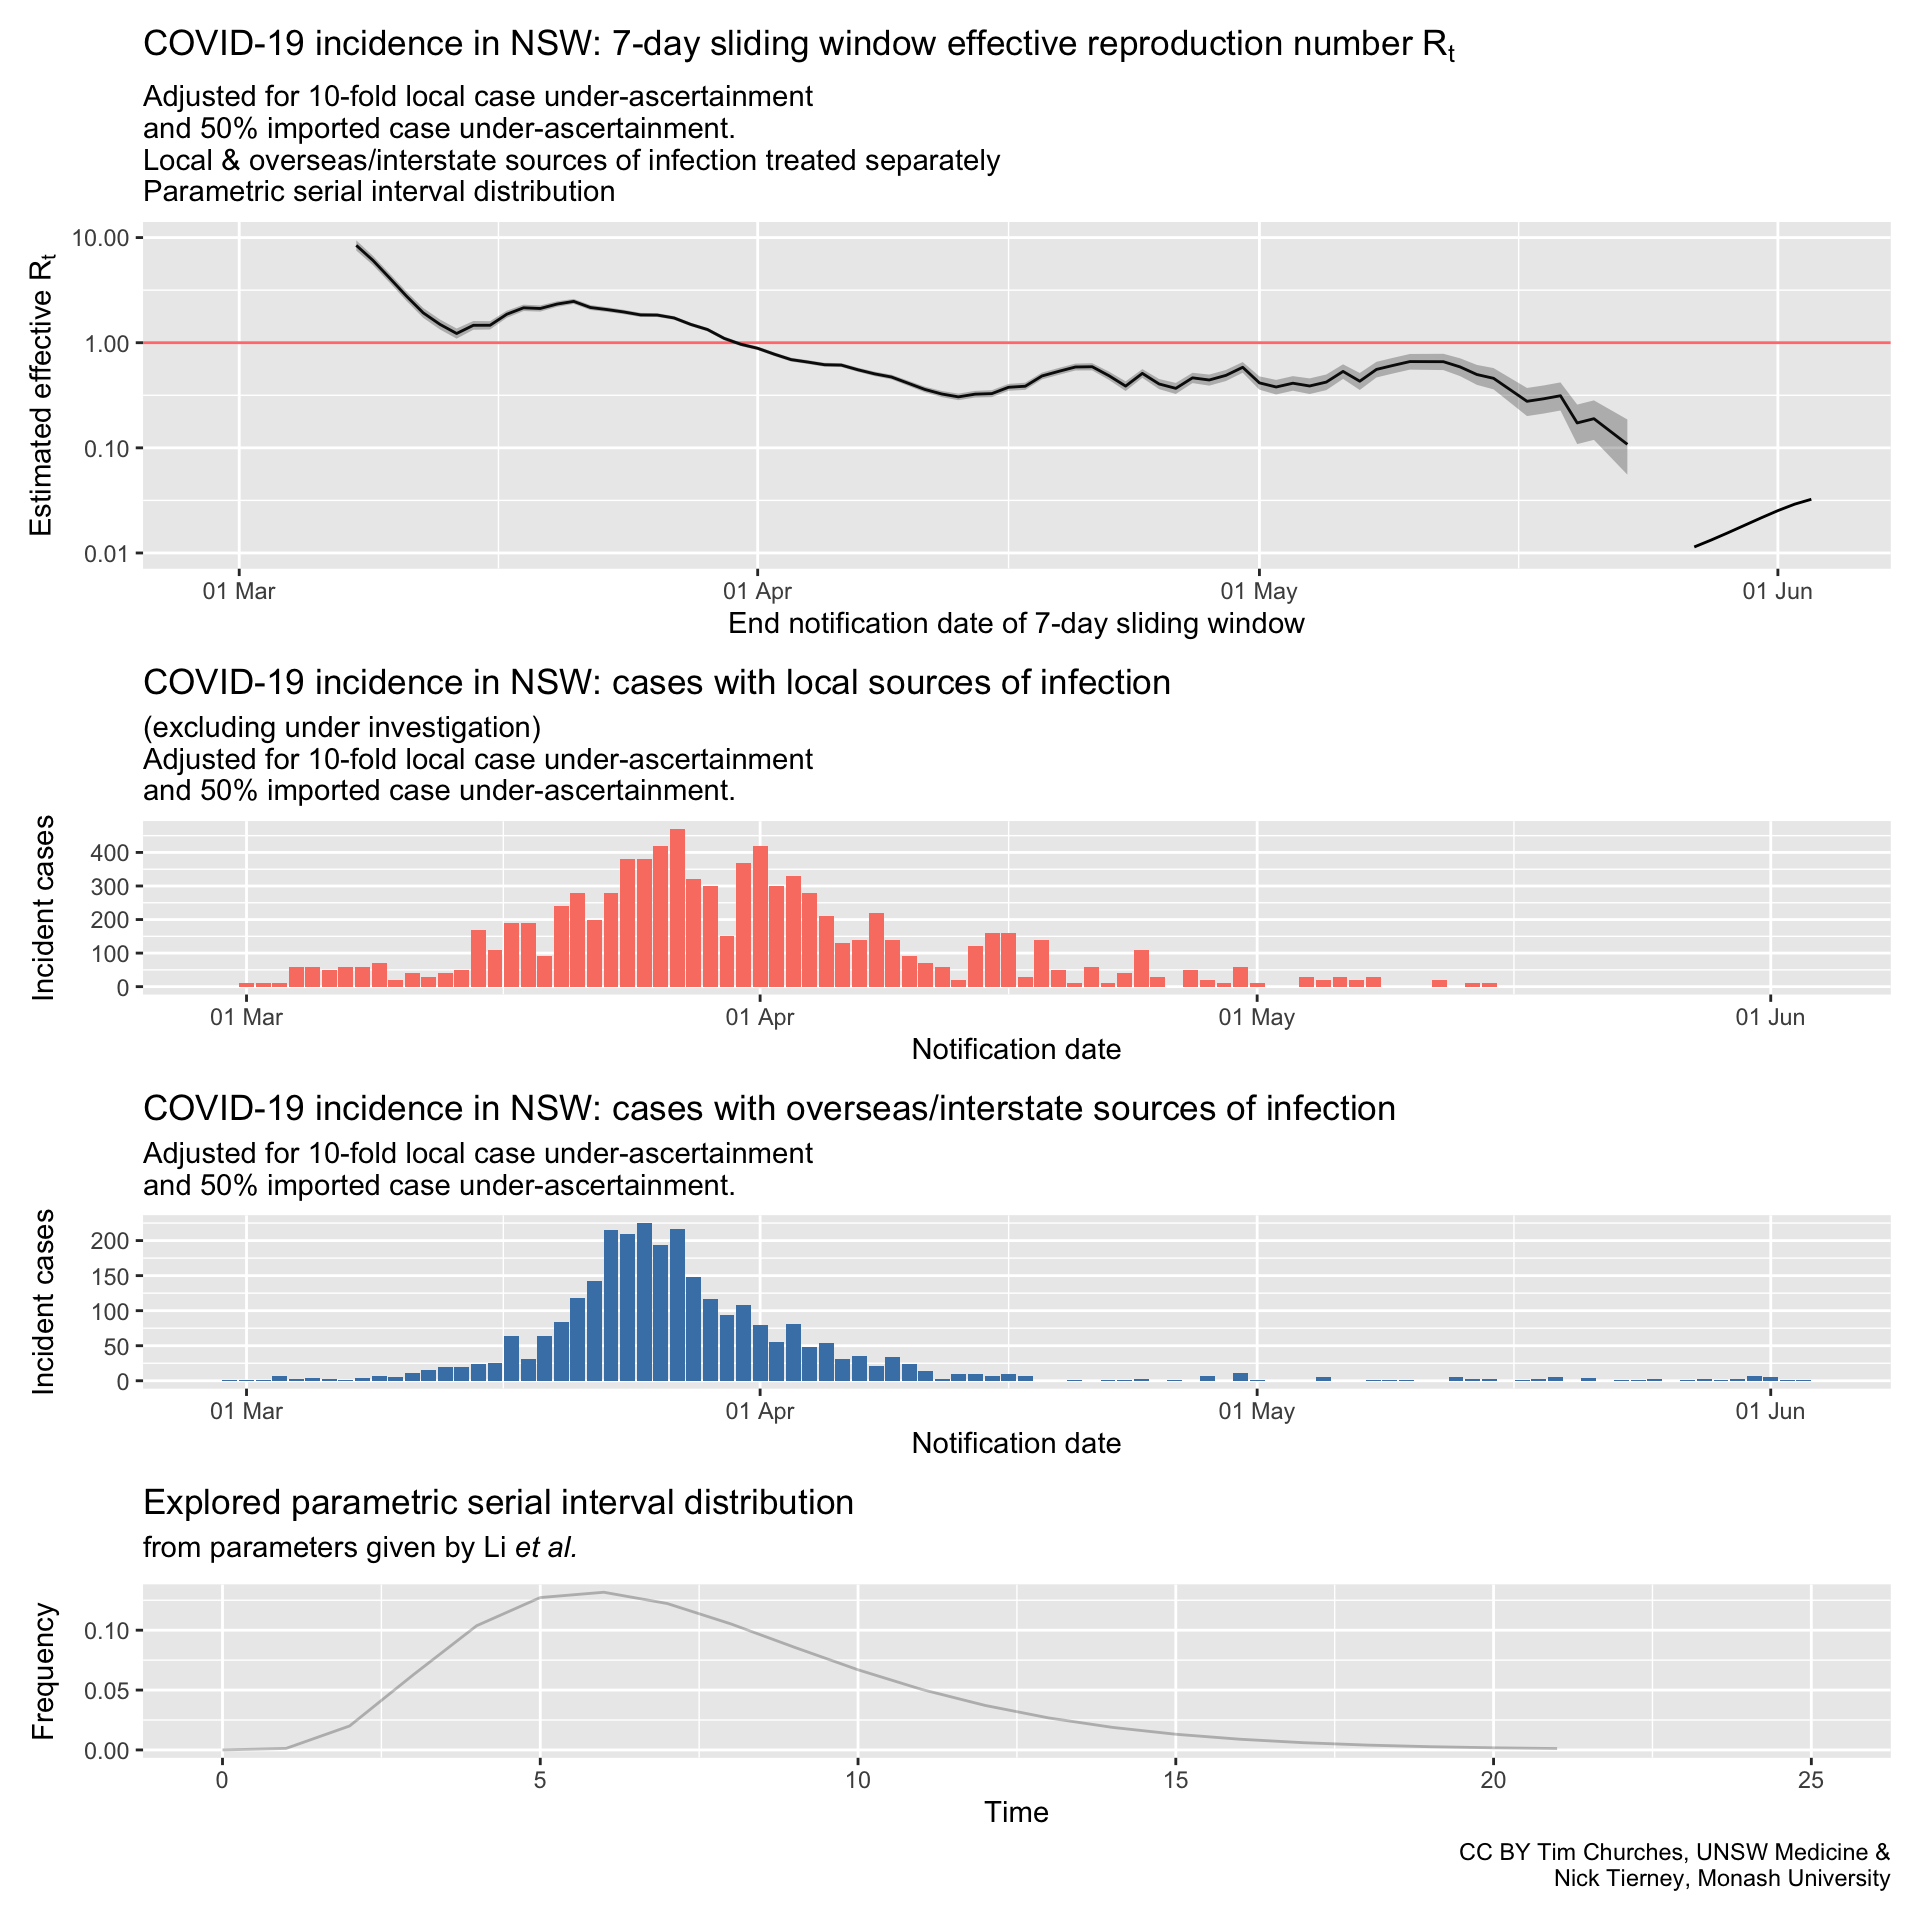 COVID-19 incidence in NSW: 7-day sliding window effective reproduction number Rt
Adjusted for 10-fold local case under-ascertainment
and 50% imported case under-ascertainment.
Local & overseas/interstate sources of infection treated separately
Parametric serial interval distribution
Estimated effective Rt
10.00
1.00
0.10
0.01
01 Mar 01 Apr 01 May 01 Jun
End notification date of 7-day sliding window
COVID-19 incidence in NSW: cases with local sources of infection
(excluding under investigation)
Adjusted for 10-fold local case under-ascertainment
and 50% imported case under-ascertainment.
Incident cases
400
300
200
100
0
01 Mar 01 Apr 01 May 01 Jun
Notification date
COVID-19 incidence in NSW: cases with overseas/interstate sources of infection
Adjusted for 10-fold local case under-ascertainment
and 50% imported case under-ascertainment.
Incident cases
200
150
100
50
0
01 Mar 01 Apr 01 May 01 Jun
Notification date
Explored parametric serial interval distribution
from parameters given by Li et al.
Frequency
0.10
0.05
0.00
0 5 10 15 20 25
Time
CC BY Tim Churches, UNSW Medicine &
Nick Tierney, Monash University